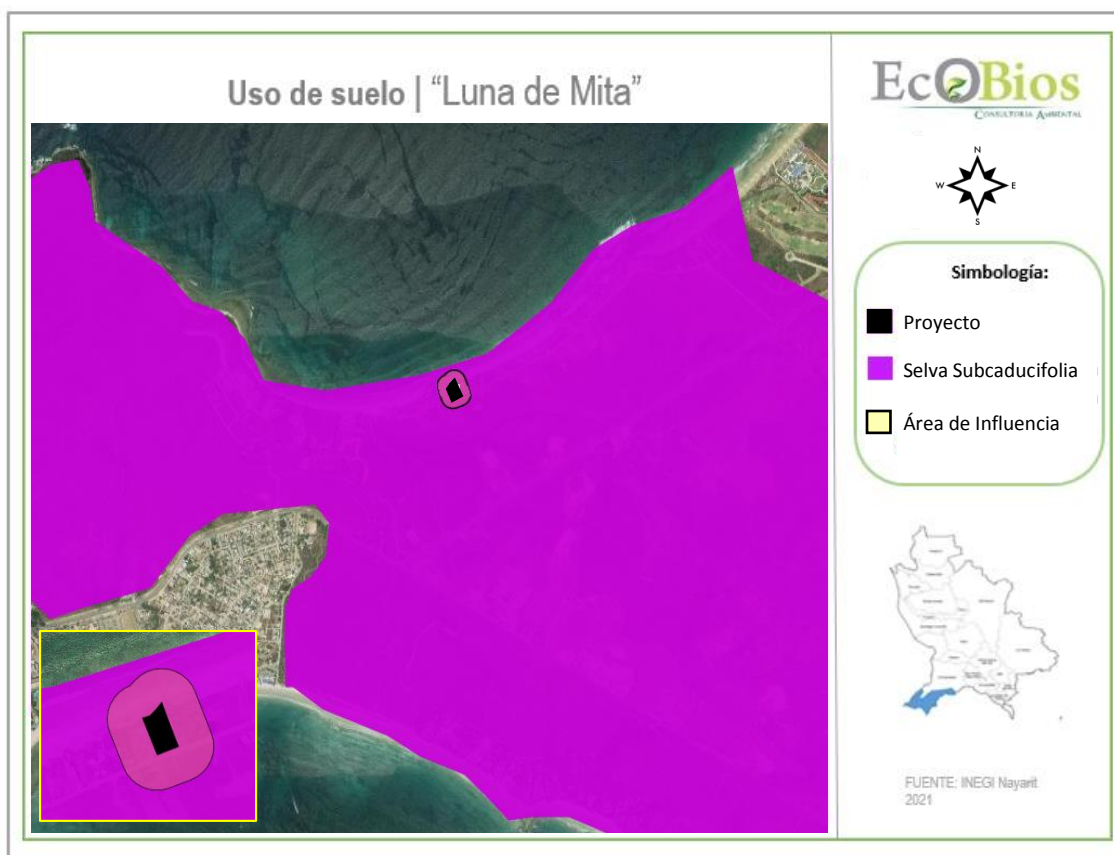 Uso de suelo | “Luna de Mita”
EcOBios
CONSULTORIA AMBIENTAL
N
W E
S
Simbología:
Proyecto
Selva Subcaducifolia
Área de Influencia
FUENTE: INEGI Nayarit
2021